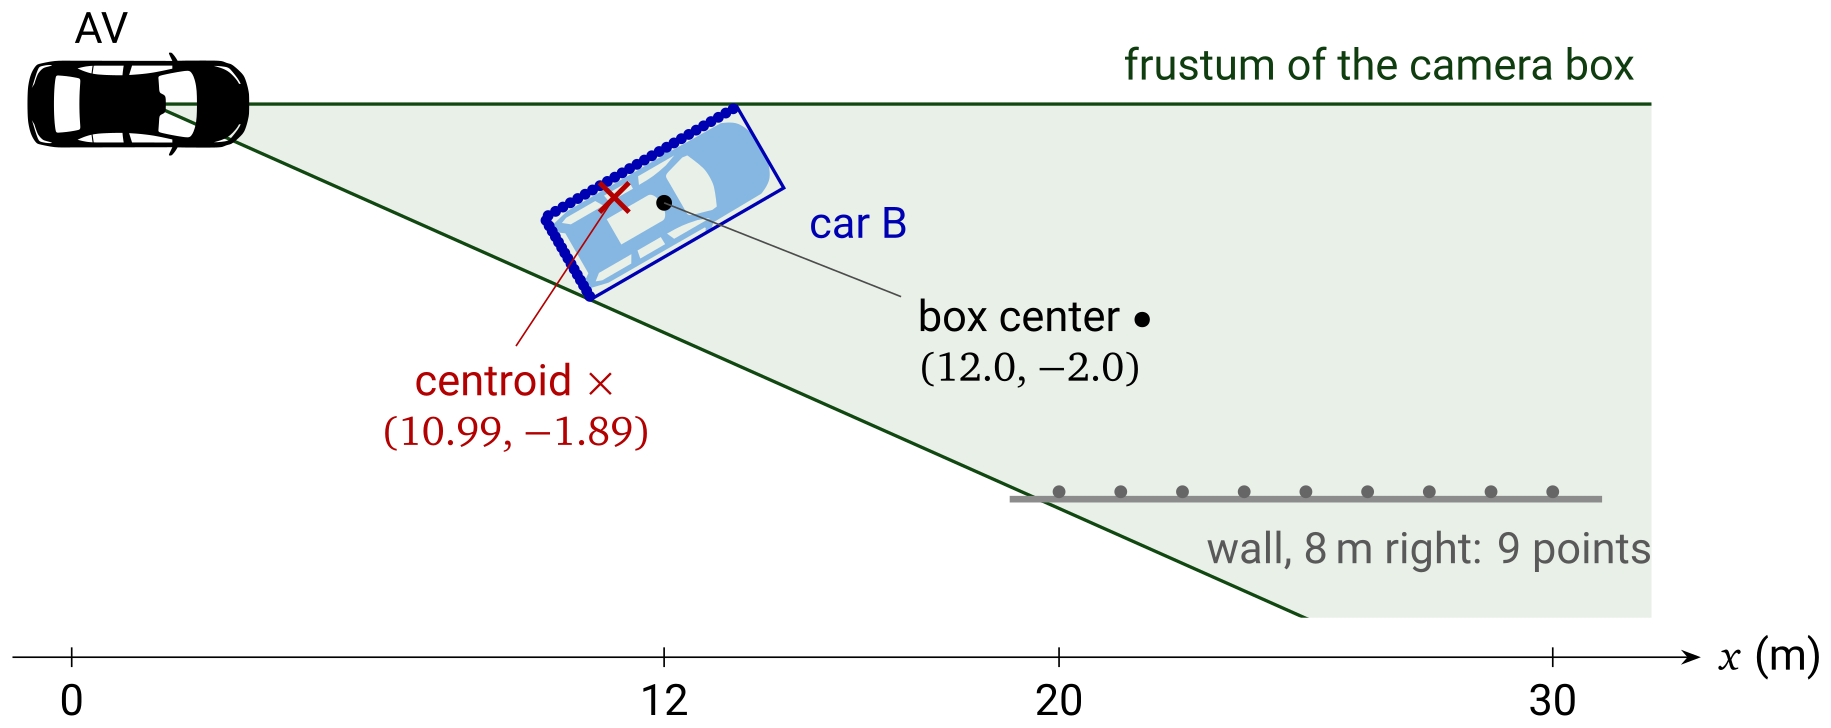 AV
frustum of the camera box
car B
box center •
(12.0, −2.0)
centroid ×
(10.99, −1.89)
wall, 8 m right: 9 points
x (m)
0
12
20
30